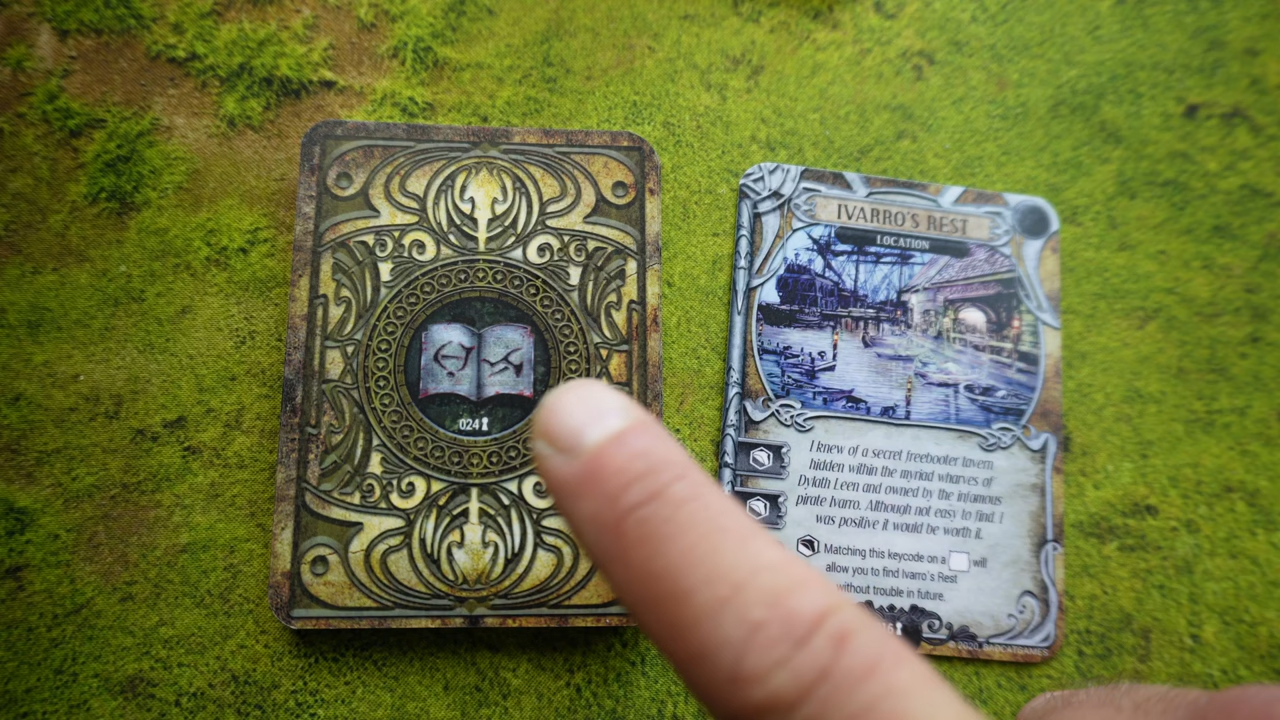 024
IVARRO'S REST
LOCATION
I knew of a secret freebooter tavern
hidden within the myriad wharves of
Dylath Leen and owned by the infamous
pirate Ivarro. Although not easy to find, I
was positive it would be worth it.
Matching this keycode on a will
allow you to find Ivarro's Rest
without trouble in future.
© 2020, BADCATGAMES